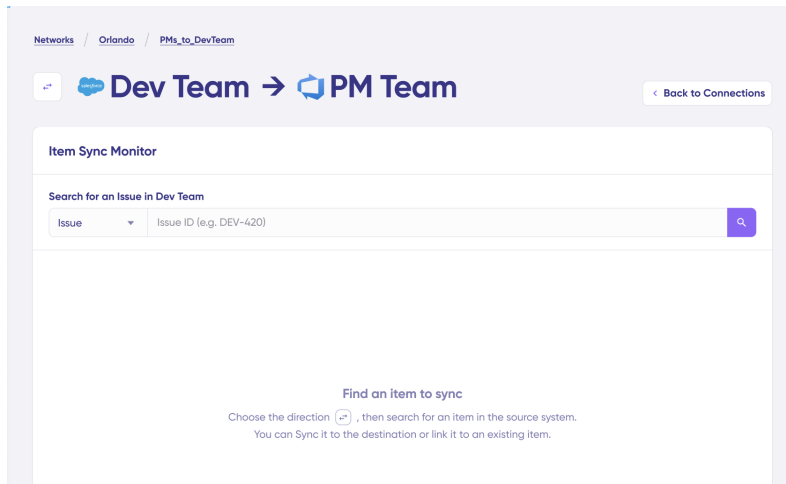 Networks / Orlando / PMs_to_DevTeam
salesforce Dev Team → PM Team
< Back to Connections
Item Sync Monitor
Search for an Issue in Dev Team
Issue Issue ID (e.g. DEV-420)
Find an item to sync
Choose the direction , then search for an item in the source system.
You can Sync it to the destination or link it to an existing item.